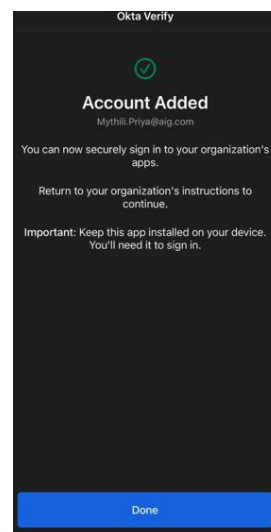 Okta Verify
Account Added
Mythili.Priya@aig.com
You can now securely sign in to your organization's
apps.
Return to your organization's instructions to
continue.
Important: Keep this app installed on your device.
You'll need it to sign in.
Done